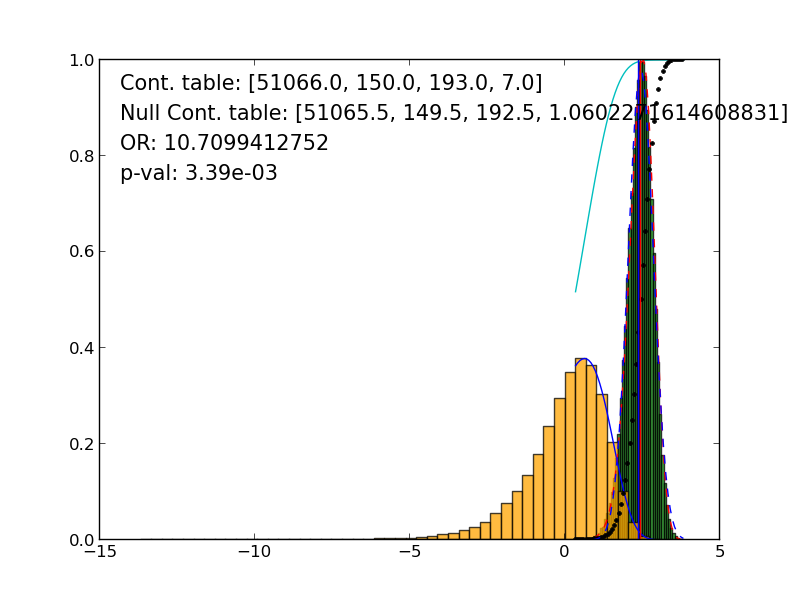 Cont. table: [51066.0, 150.0, 193.0, 7.0]
Null Cont. table: [51065.5, 149.5, 192.5,
OR: 10.7099412752
p-val: 3.39e-03
1.0
0.8
0.6
0.4
0.2
0.0
−15 −10 −5 0 5